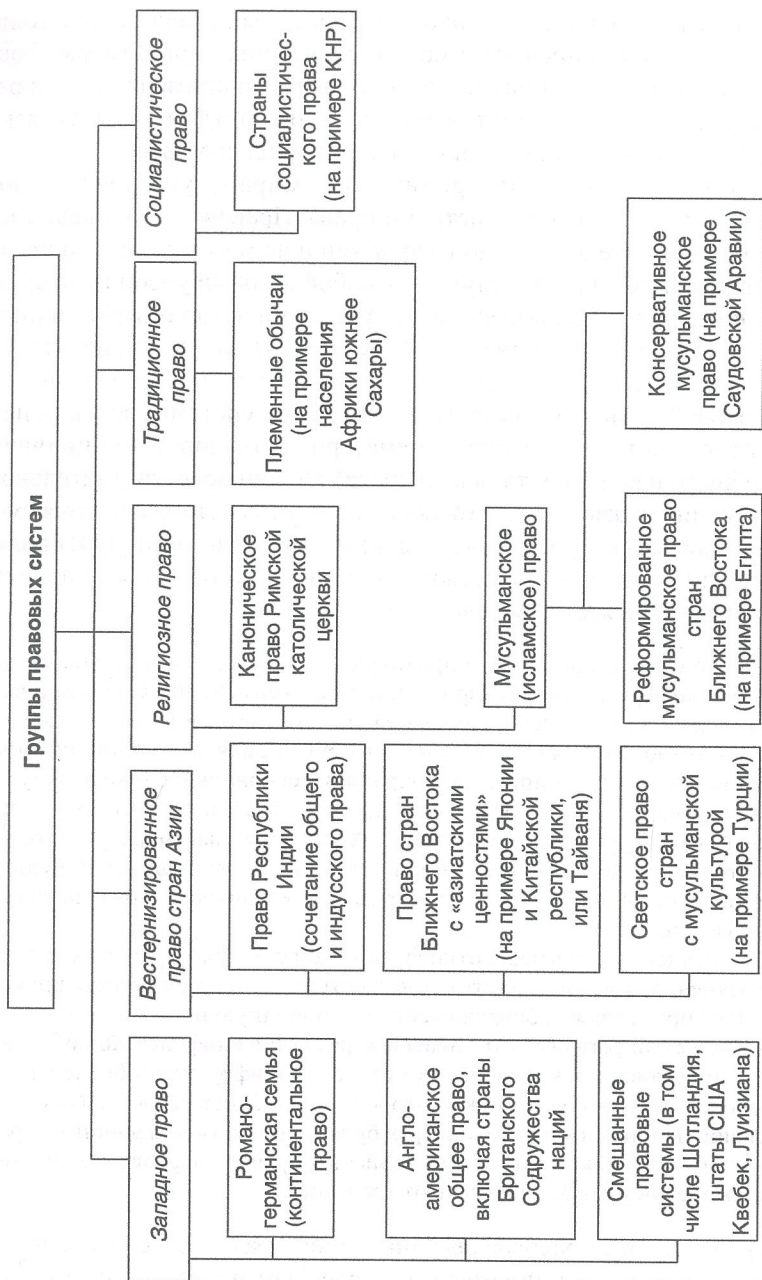 Группы правовых систем
Западное право
Романо-
германская семья
(континентальное
право)
Англо-
американское
общее право,
включая страны
Британского
Содружества
наций
Смешанные
правовые
системы (в том
числе Шотландия,
штаты США
Квебек, Луизиана)
Вестернизированное
право стран Азии
Право Республики
Индии
(сочетание общего
и индусского права)
Право стран
Ближнего Востока
с «азиатскими
ценностями»
(на примере Японии
и Китайской
республики,
или Тайваня)
Светское право
стран
с мусульманской
культурой
(на примере Турции)
Религиозное право
Каноническое
право Римской
католической
церкви
Мусульманское
(исламское) право
Реформированное
мусульманское право
стран
Ближнего Востока
(на примере Египта)
Консервативное
мусульманское
право (на примере
Саудовской Аравии)
Традиционное
право
Племенные обычаи
(на примере
населения
Африки южнее
Сахары)
Социалистическое
право
Страны
социалистичес-
кого права
(на примере КНР)